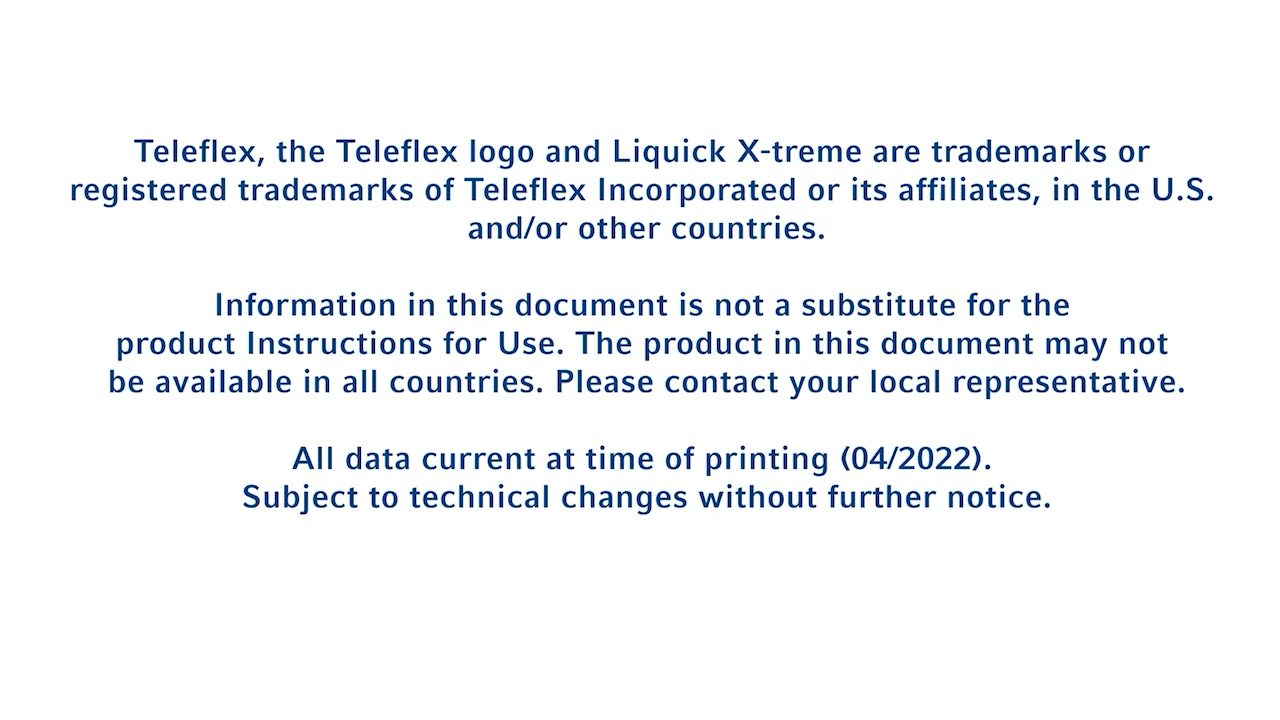 Teleflex, the Teleflex logo and Liquick X-treme are trademarks or
registered trademarks of Teleflex Incorporated or its affiliates, in the U.S.
and/or other countries.
Information in this document is not a substitute for the
product Instructions for Use. The product in this document may not
be available in all countries. Please contact your local representative.
All data current at time of printing (04/2022).
Subject to technical changes without further notice.